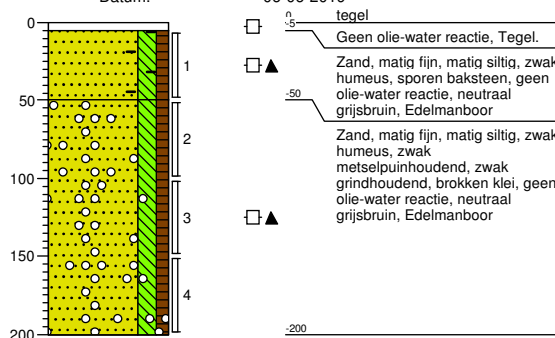 0
50
100
150
200
1
2
3
4
0
tegel
-5
Geen olie-water reactie, Tegel.
Zand, matig fijn, matig siltig, zwak
humeus, sporen baksteen, geen
olie-water reactie, neutraal
grijsbruin, Edelmanboor
-50
Zand, matig fijn, matig siltig, zwak
humeus, zwak
metselpuinhoudend, zwak
grindhoudend, brokken klei, geen
olie-water reactie, neutraal
grijsbruin, Edelmanboor
-200